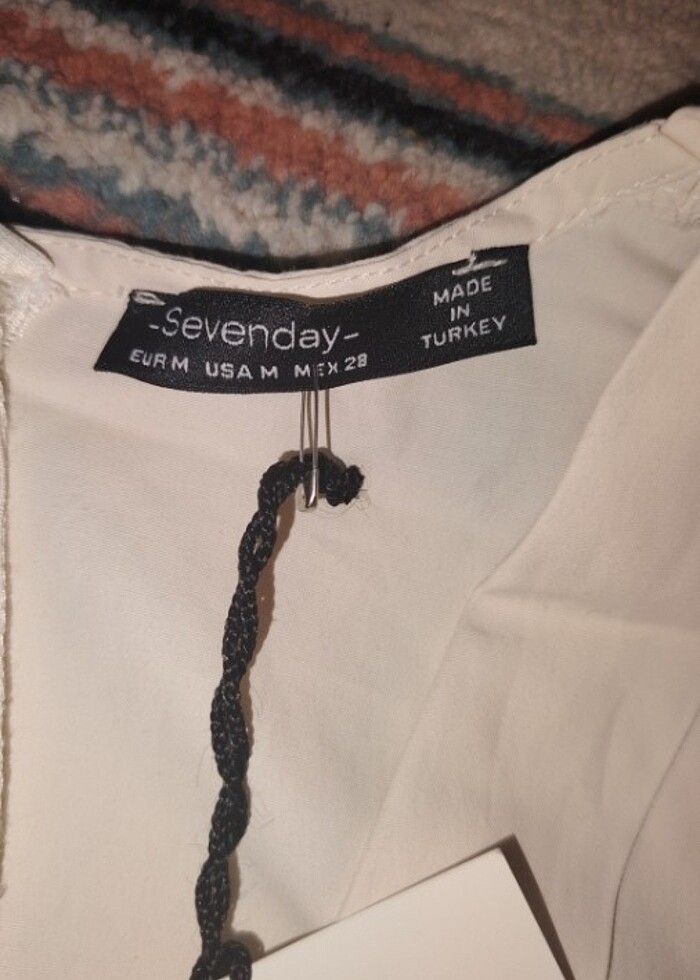 -Sevenday-
EUR M USA M MEX 28
MADE
IN
TURKEY